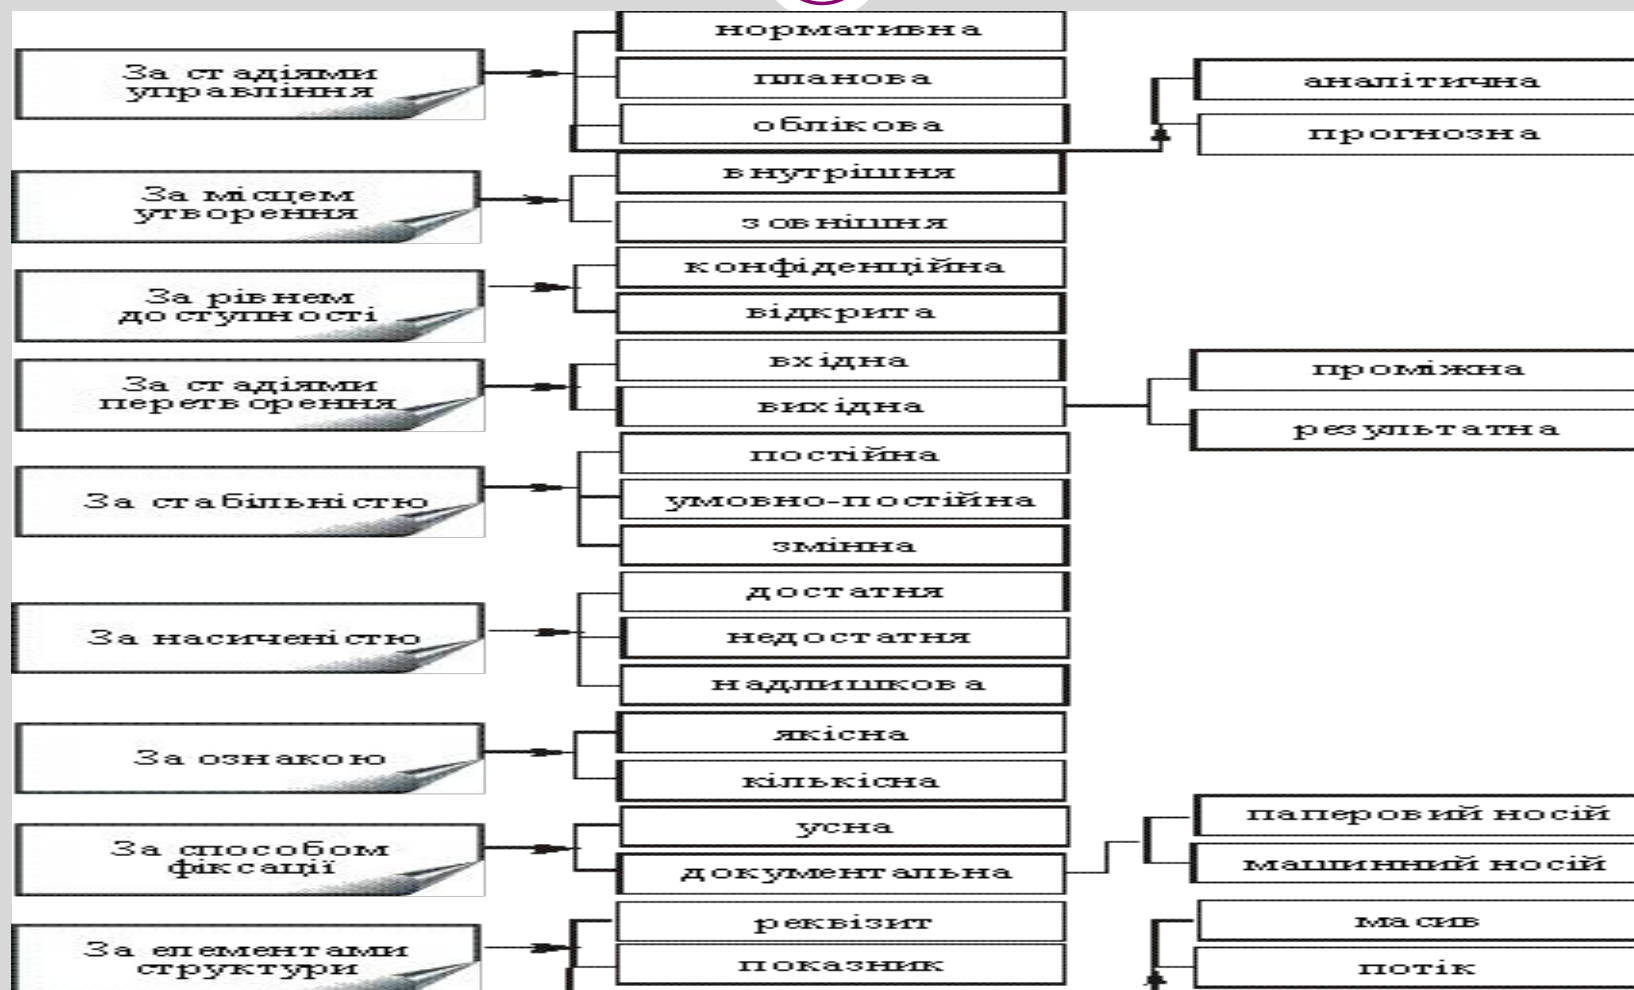 За стадіями
управління
нормативна
планова
облікова
аналітична
прогнозна
За місцем
утворення
внутрішня
зовнішня
За рівнем
доступності
конфіденційна
відкрита
За стадіями
перетворення
вхідна
вихідна
проміжна
результатна
За стабільністю
постійна
умовно-постійна
змінна
За насиченістю
достатня
недостатня
надлишкова
За ознакою
якісна
кількісна
За способом
фіксації
усна
документальна
паперовий носій
машинний носій
За елементами
структури
реквізит
показник
масив
потік